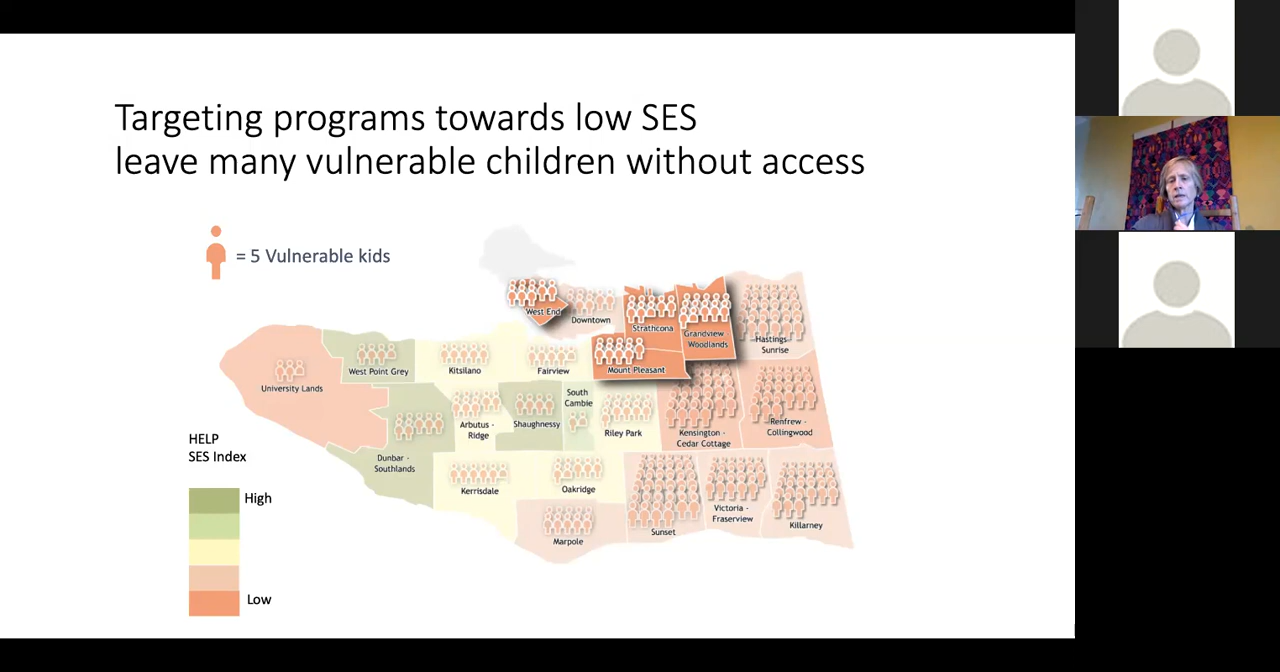 Targeting programs towards low SES
leave many vulnerable children without access
= 5 Vulnerable kids
West End
Downtown
Strathcona
Grandview
Woodlands
Hastings
Sunrise
University Lands
West Point Grey
Kitsilano
Fairview
Mount Pleasant
Dunbar -
Southlands
Arbutus -
Ridge
Shaughnessy
South
Cambie
Riley Park
Kensington -
Cedar Cottage
Renfrew -
Collingwood
Kerrisdale
Oakridge
Marpole
Sunset
Victoria -
Fraserview
Killarney
HELP
SES Index
High
Low